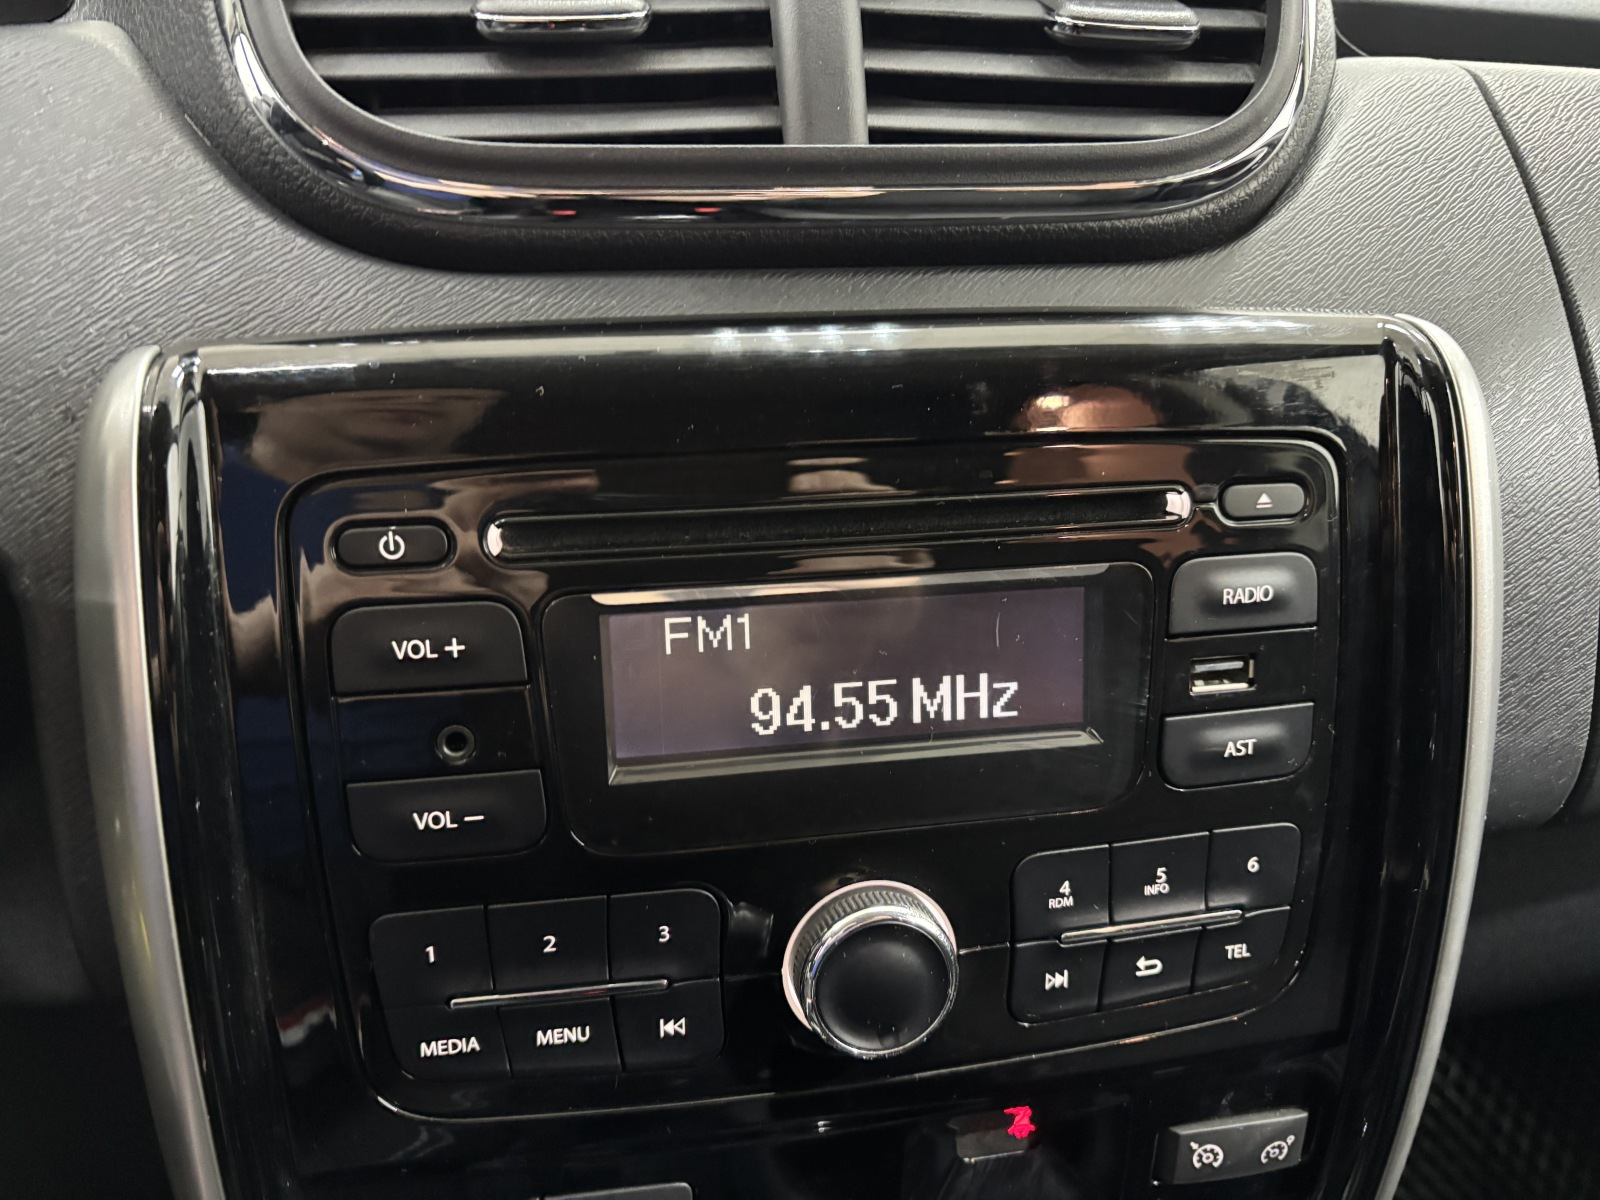 VOL +
VOL −
FM1
94.55 MHz
RADIO
AST
1
2
3
MEDIA
MENU
4
RDM
5
INFO
6
TEL